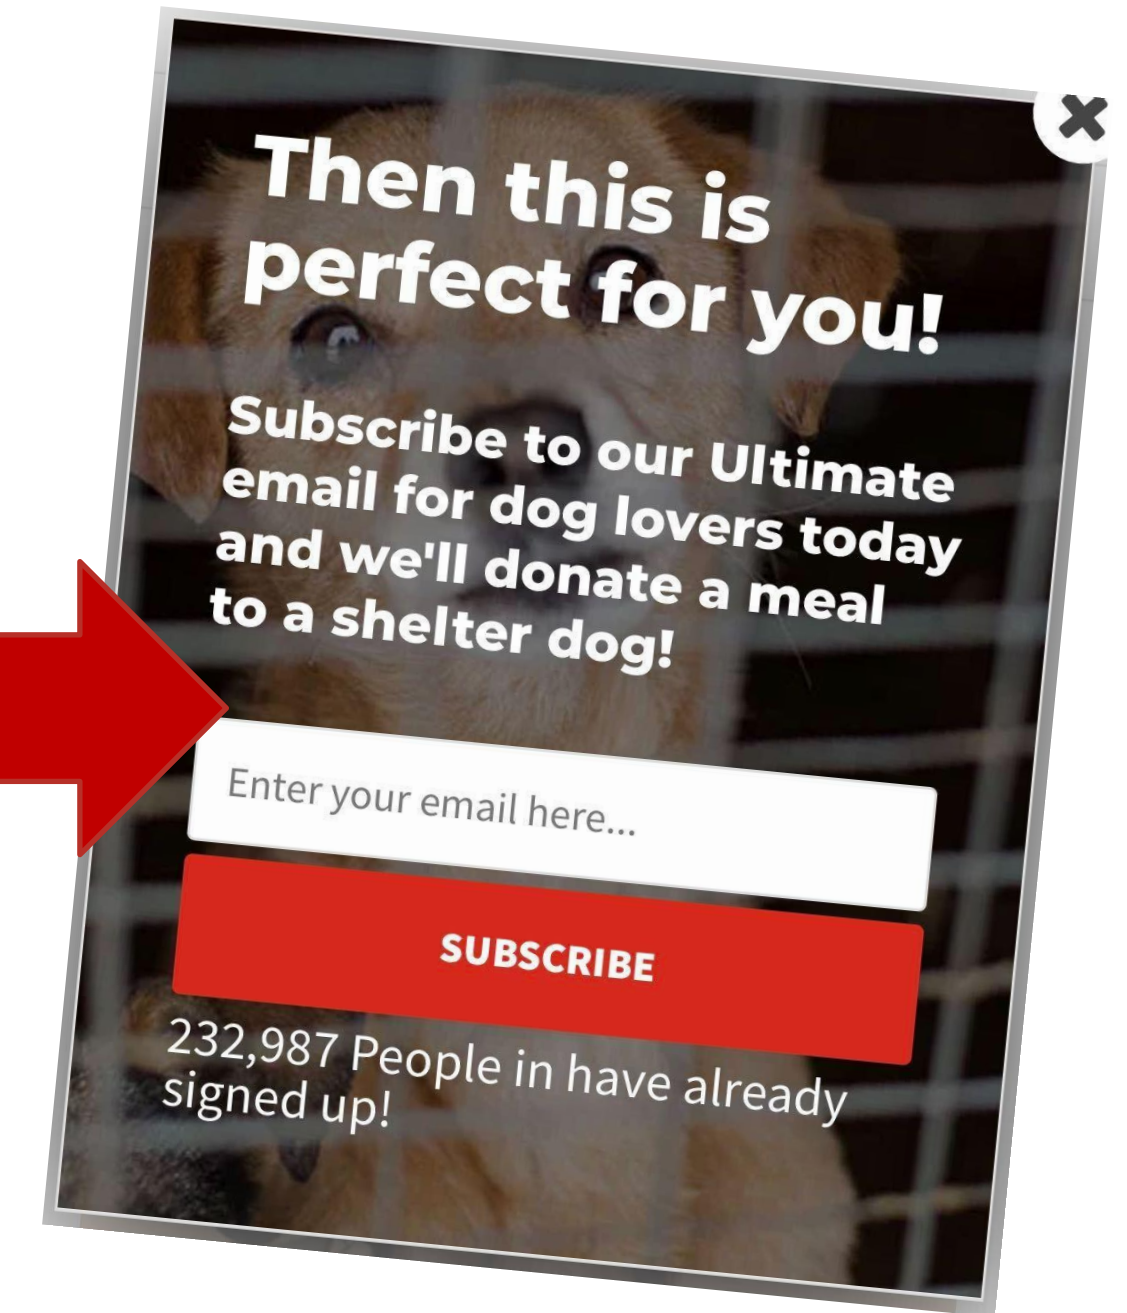 Then this is
perfect for you!
Subscribe to our Ultimate
email for dog lovers today
and we'll donate a meal
to a shelter dog!
Enter your email here...
SUBSCRIBE
232,987 People in have already
signed up!